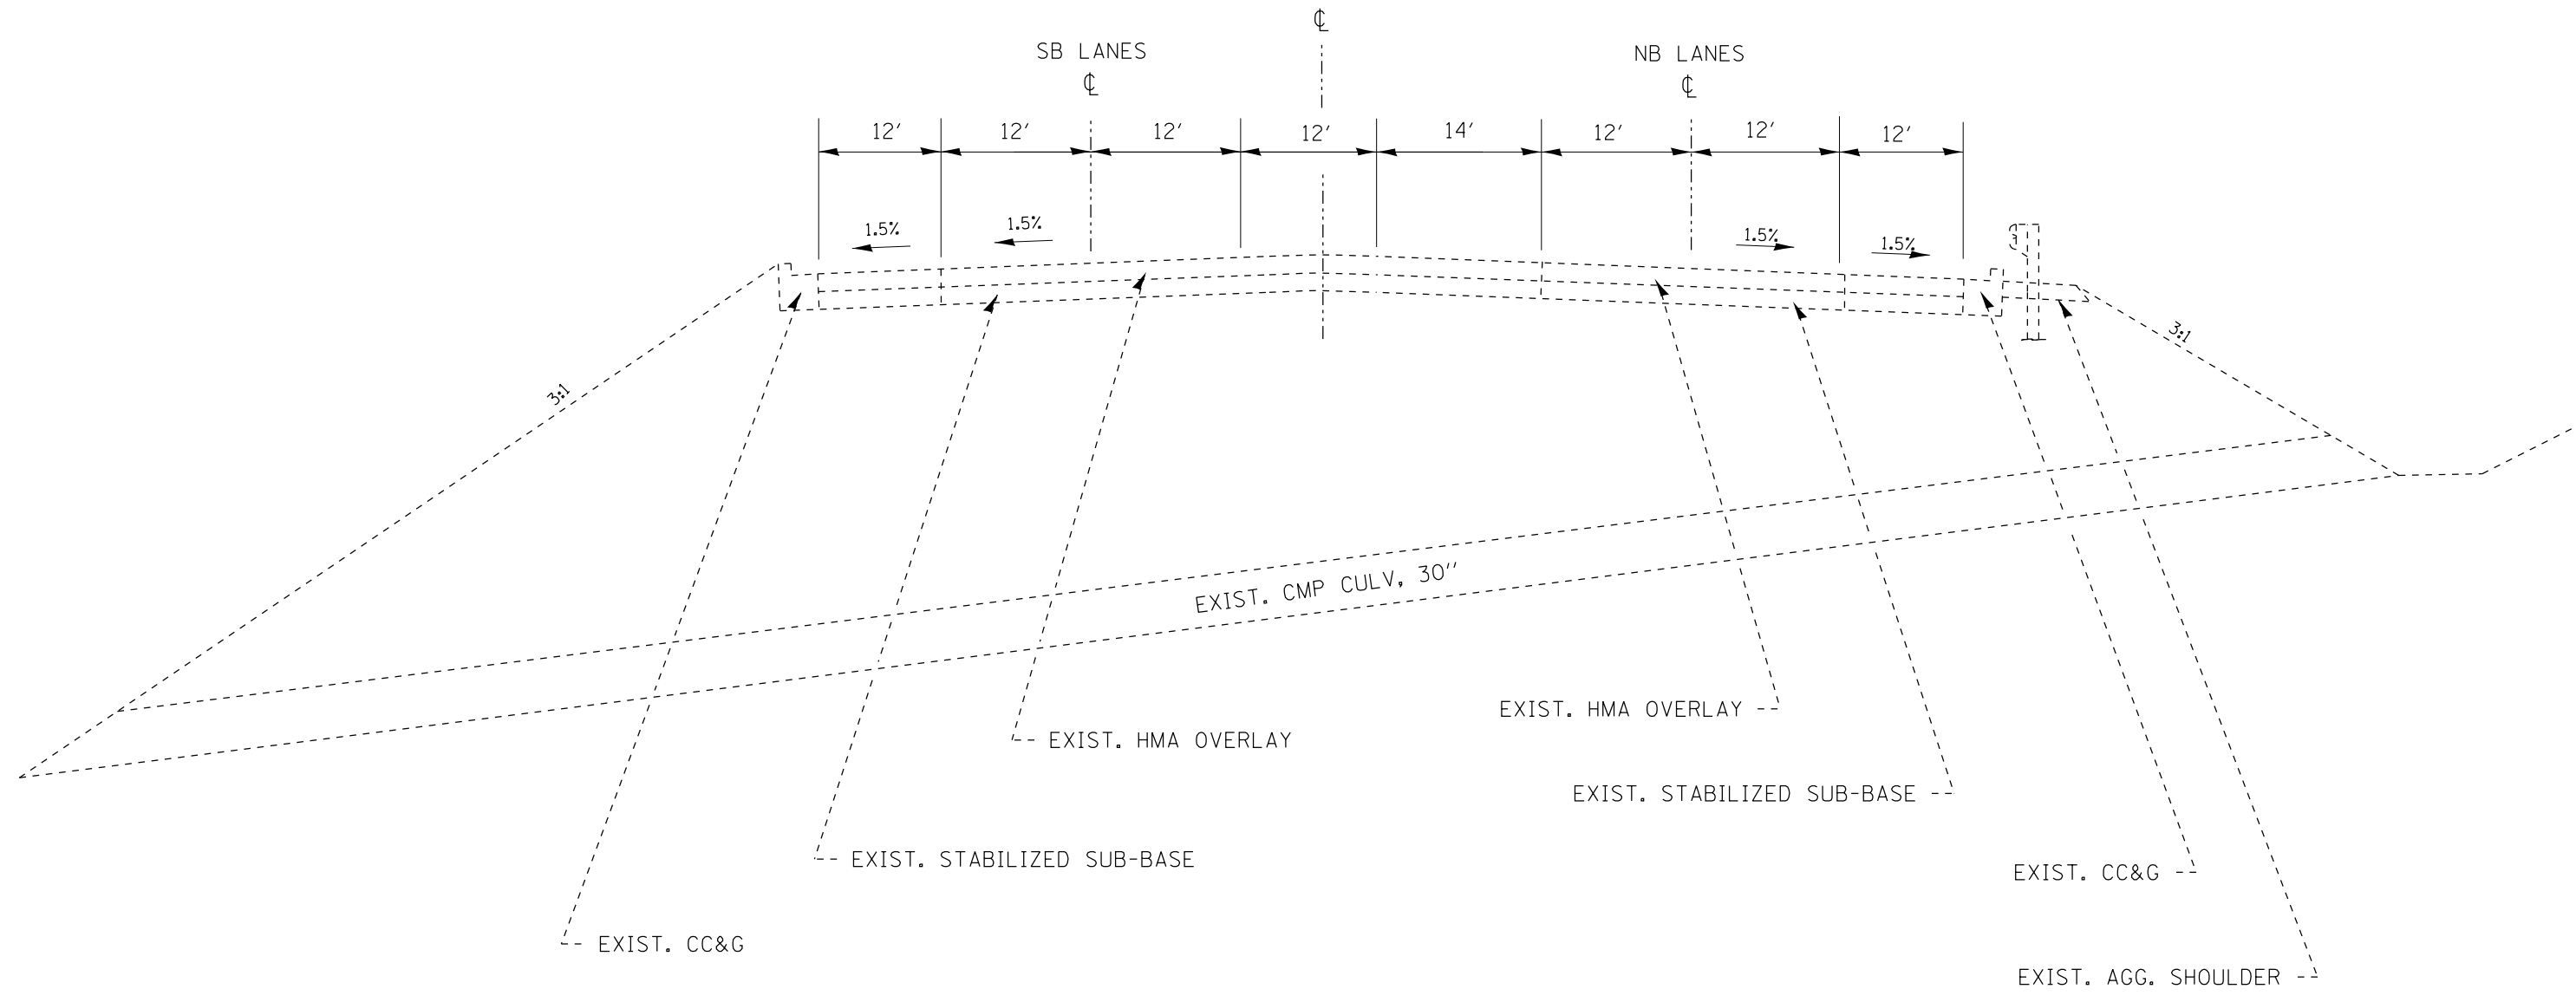 ℄
SB LANES
℄
NB LANES
℄
12'
12'
12'
12'
14'
12'
12'
12'
1.5%
1.5%
1.5%
1.5%
3:1
3:1
EXIST. CMP CULV, 30"
EXIST. HMA OVERLAY
EXIST. HMA OVERLAY
EXIST. STABILIZED SUB-BASE
EXIST. STABILIZED SUB-BASE
EXIST. CC&G
EXIST. CC&G
EXIST. AGG. SHOULDER